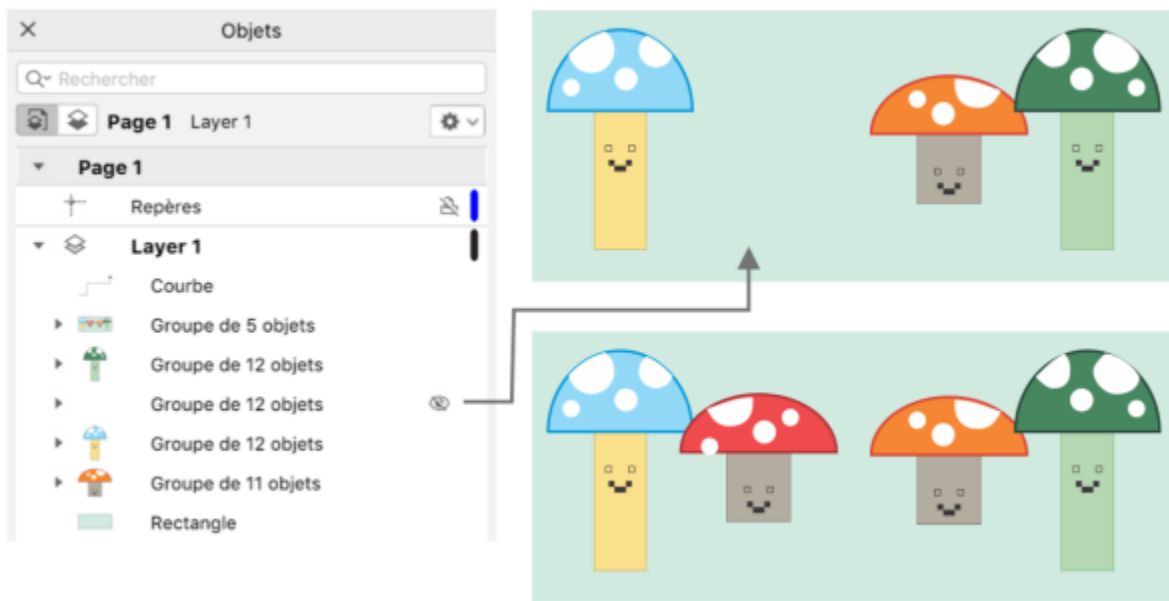 Objets
Rechercher
Page 1 Layer 1
Page 1
Repères
Layer 1
Courbe
Groupe de 5 objets
Groupe de 12 objets
Groupe de 12 objets
Groupe de 12 objets
Groupe de 11 objets
Rectangle